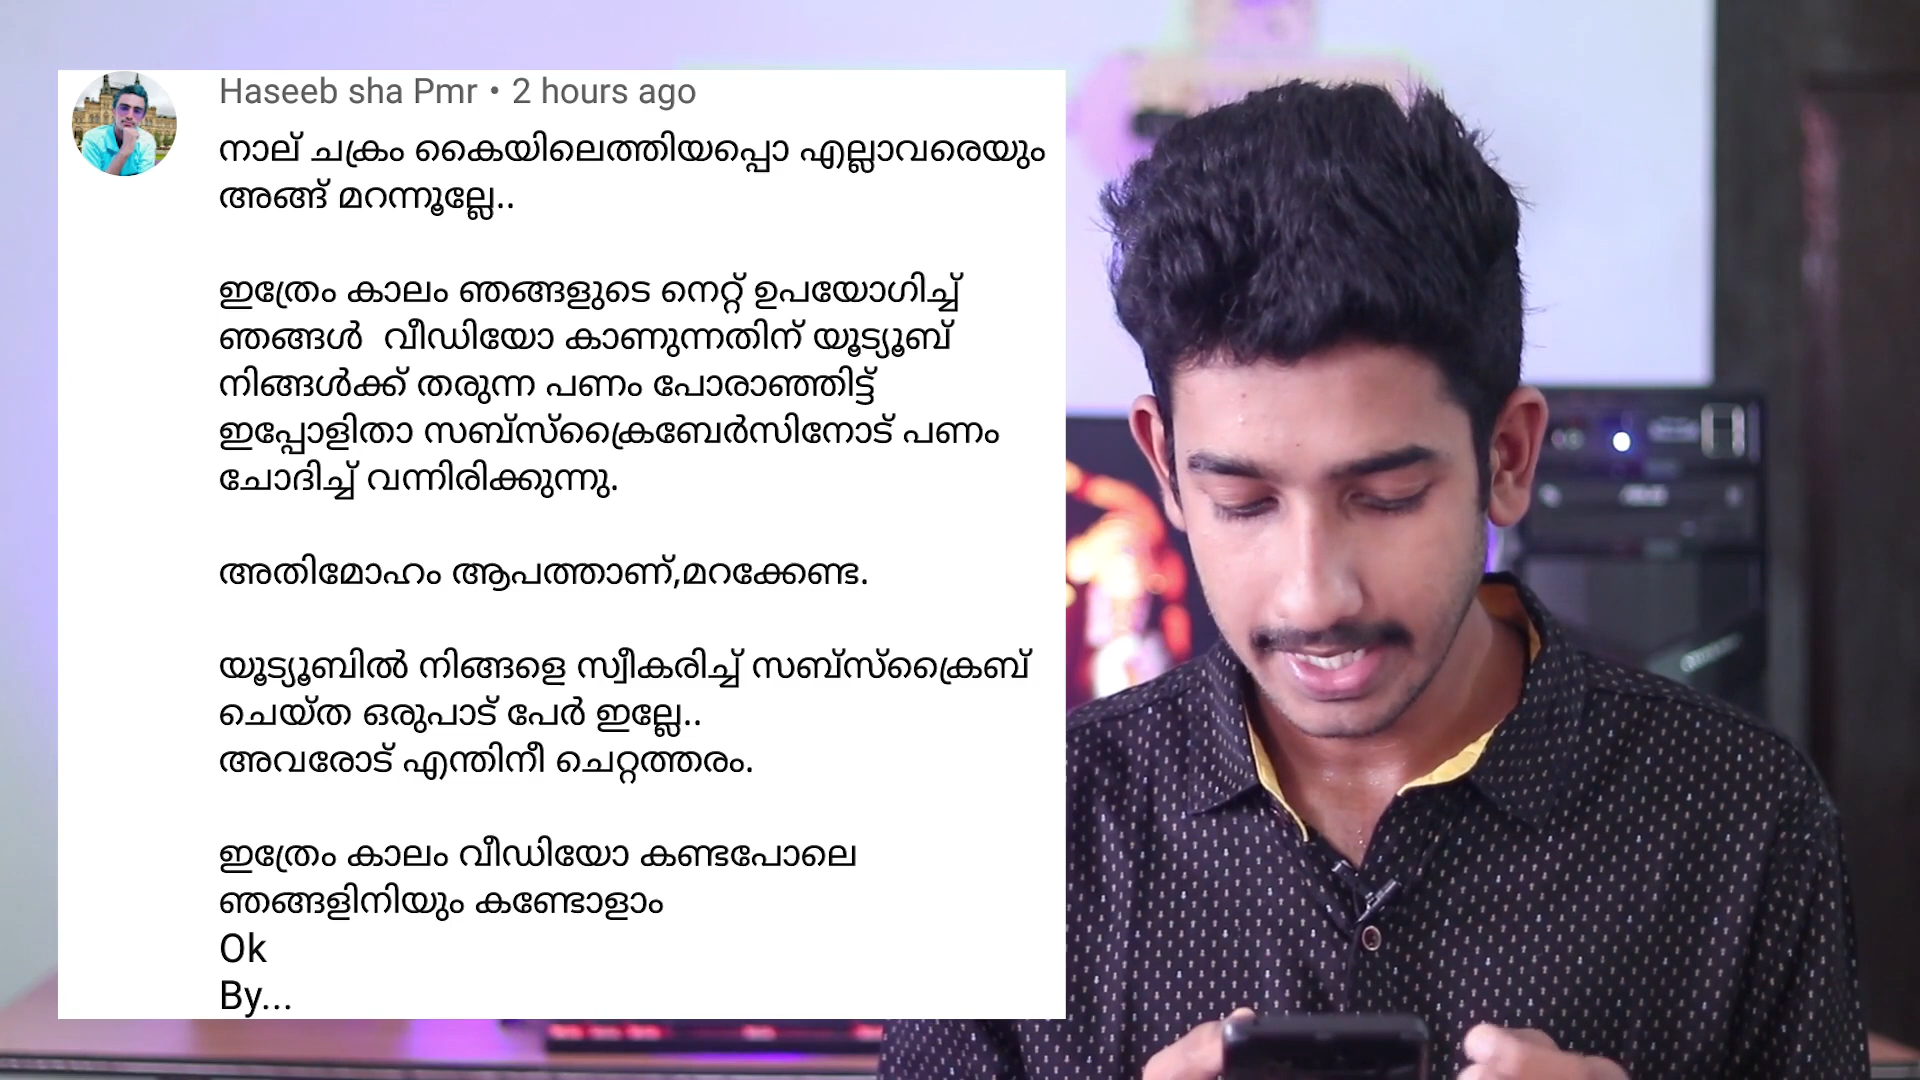 Haseeb sha Pmr • 2 hours ago
നാല് ചക്രം കൈയിലെത്തിയപ്പൊ എല്ലാവരെയും
അങ്ങ് മറന്നൂല്ലേ..
ഇത്രേം കാലം ഞങ്ങളുടെ നെറ്റ് ഉപയോഗിച്ച്
ഞങ്ങൾ  വീഡിയോ കാണുന്നതിന് യൂട്യൂബ്
നിങ്ങൾക്ക് തരുന്ന പണം പോരാഞ്ഞിട്ട്
ഇപ്പോളിതാ സബ്സ്ക്രൈബേർസിനോട് പണം
ചോദിച്ച് വന്നിരിക്കുന്നു.
അതിമോഹം ആപത്താണ്,മറക്കേണ്ട.
യൂട്യൂബിൽ നിങ്ങളെ സ്വീകരിച്ച് സബ്സ്ക്രൈബ്
ചെയ്ത ഒരുപാട് പേർ ഇല്ലേ..
അവരോട് എന്തിനീ ചെറ്റത്തരം.
ഇത്രേം കാലം വീഡിയോ കണ്ടപോലെ
ഞങ്ങളിനിയും കണ്ടോളാം
Ok
By...